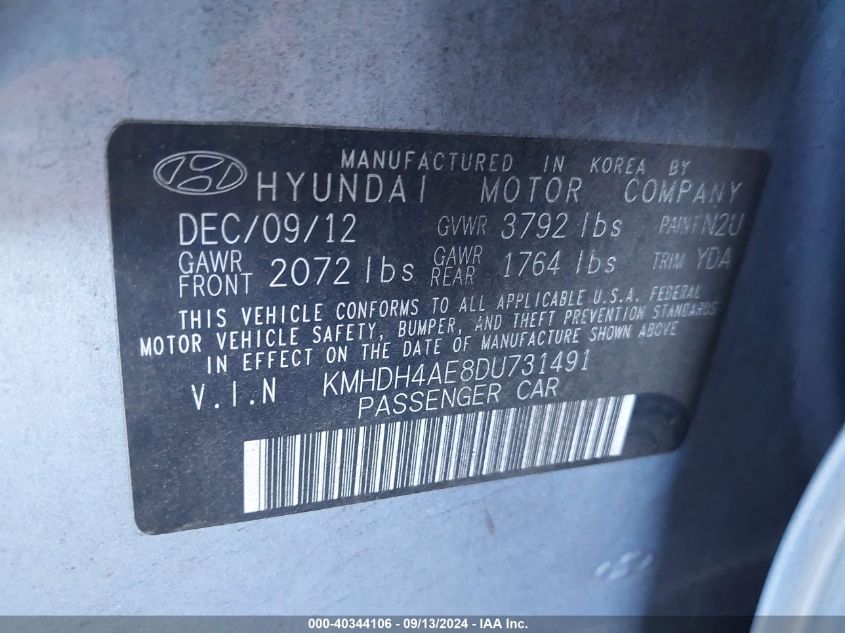 MANUFACTURED IN KOREA BY
HYUNDAI MOTOR COMPANY
DEC/09/12 GVWR 3792 lbs PAINT N2U
GAWR FRONT 2072 lbs GAWR REAR 1764 lbs TRIM YDA
THIS VEHICLE CONFORMS TO ALL APPLICABLE U.S.A. FEDERAL
MOTOR VEHICLE SAFETY, BUMPER, AND THEFT PREVENTION STANDARDS
IN EFFECT ON THE DATE OF MANUFACTURE SHOWN ABOVE
V.I.N KMHDH4AE8DU731491
PASSENGER CAR
000-40344106 - 09/13/2024 - IAA Inc.